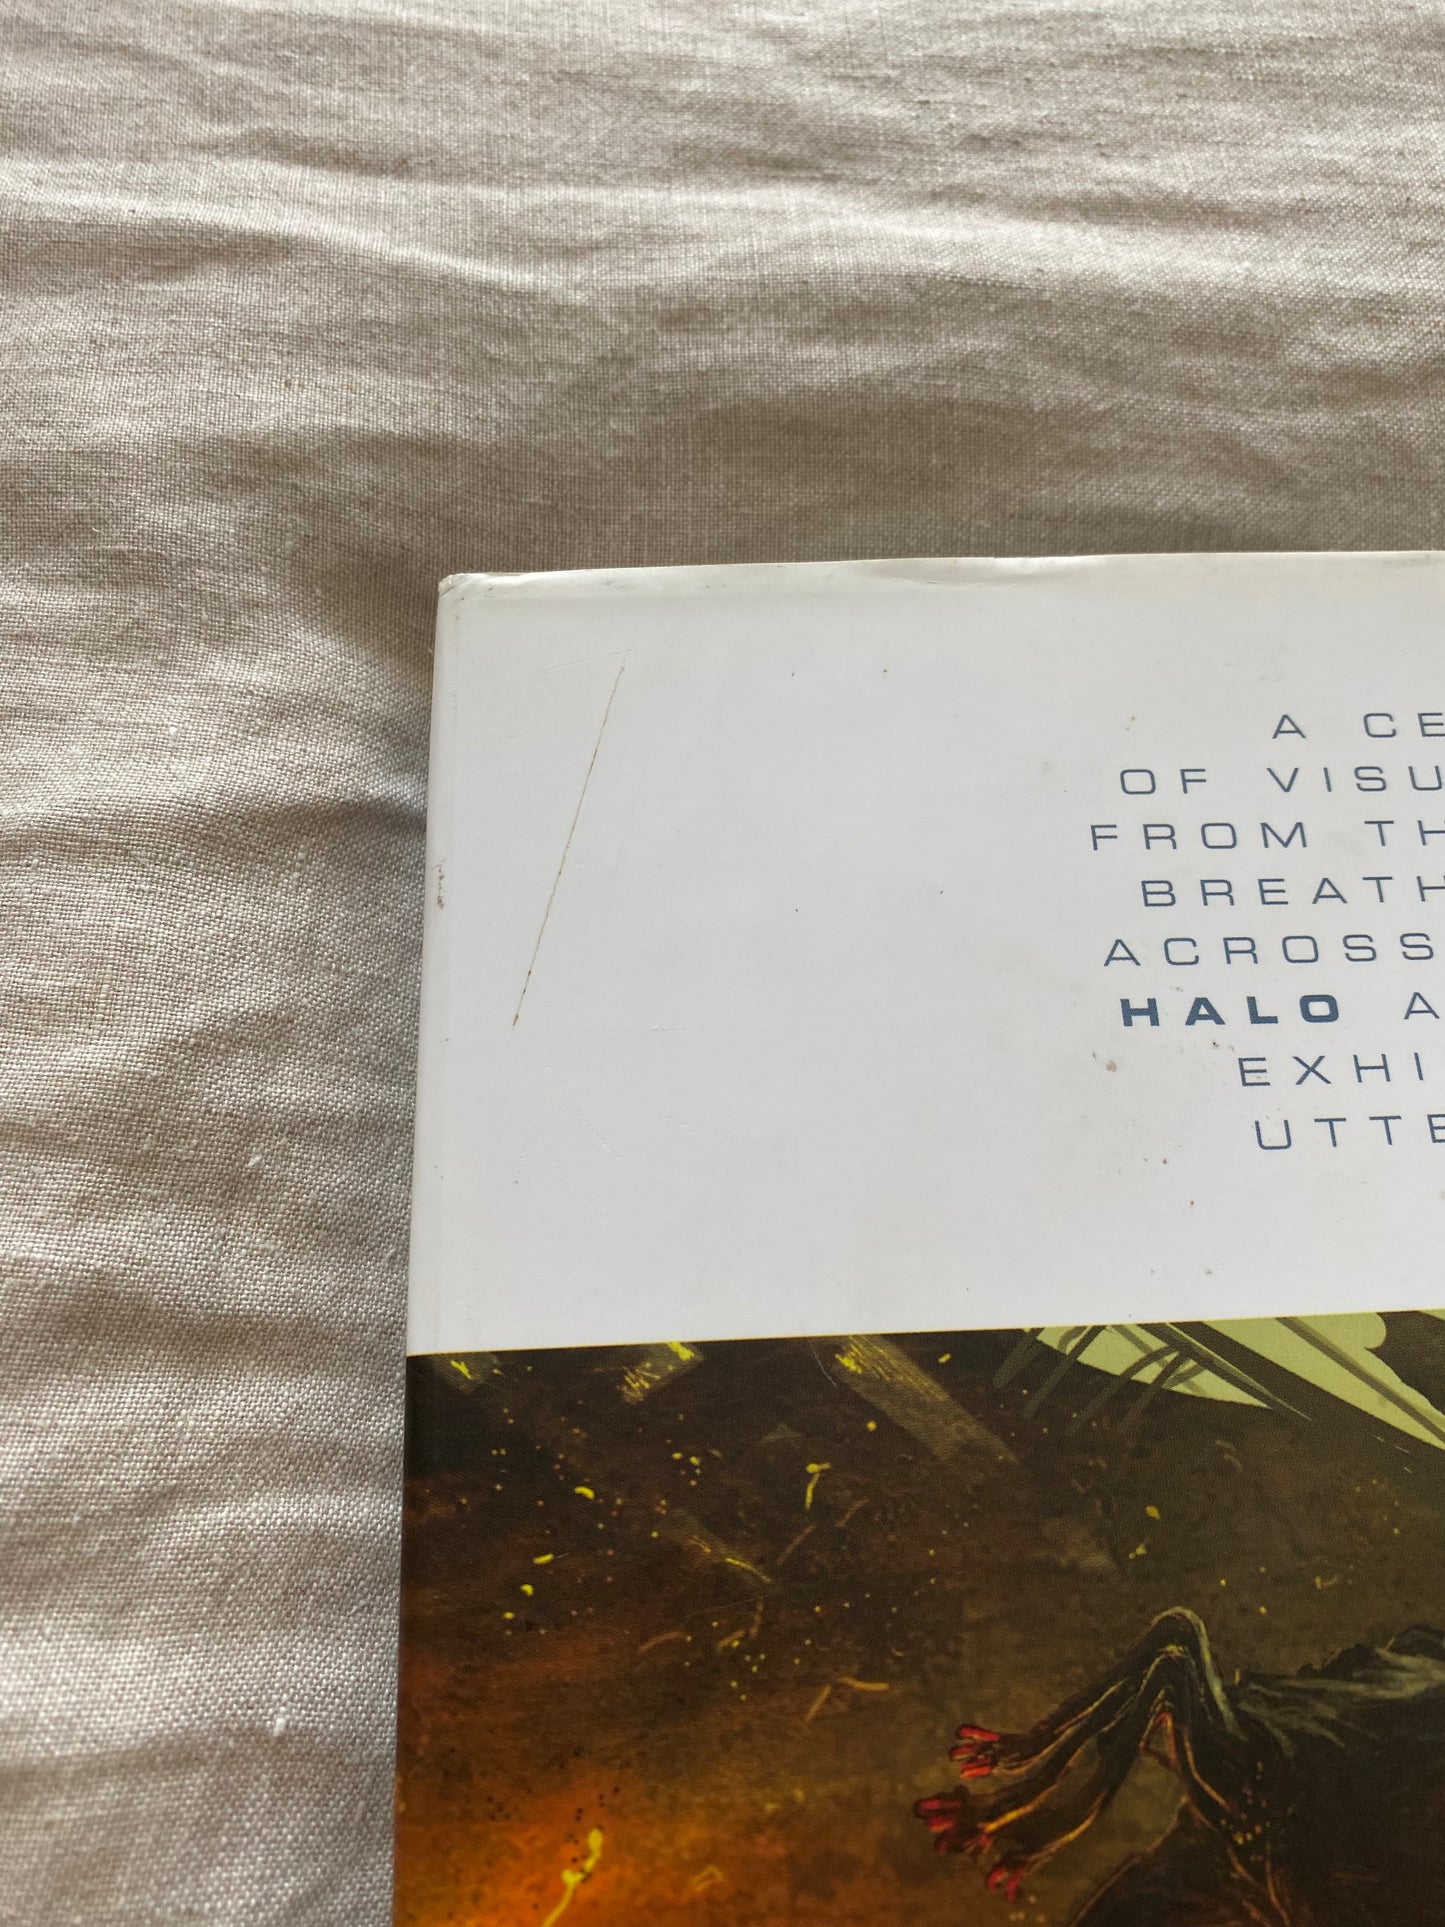 A CE
OF VISU
FROM TH
BREATH
ACROSS
HALO A
EXHI
UTTE